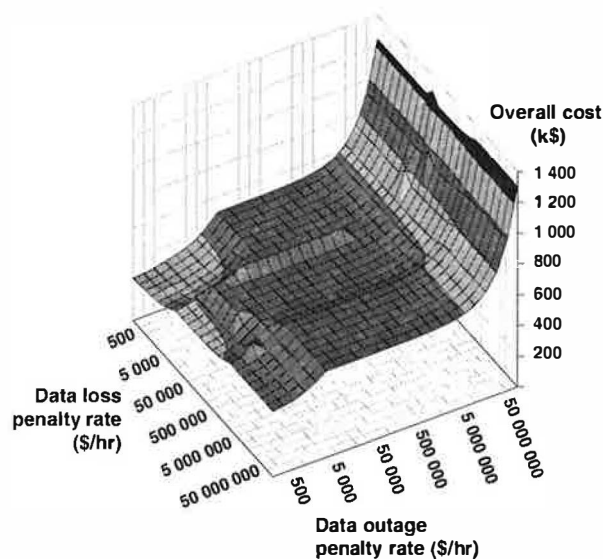 Overall cost
(k$)
1 400
1 200
1 000
800
600
400
200
500
5 000
50 000
500 000
5 000 000
50 000 000
Data loss
penalty rate
($/hr)
500
5 000
50 000
500 000
5 000 000
50 000 000
Data outage
penalty rate ($/hr)